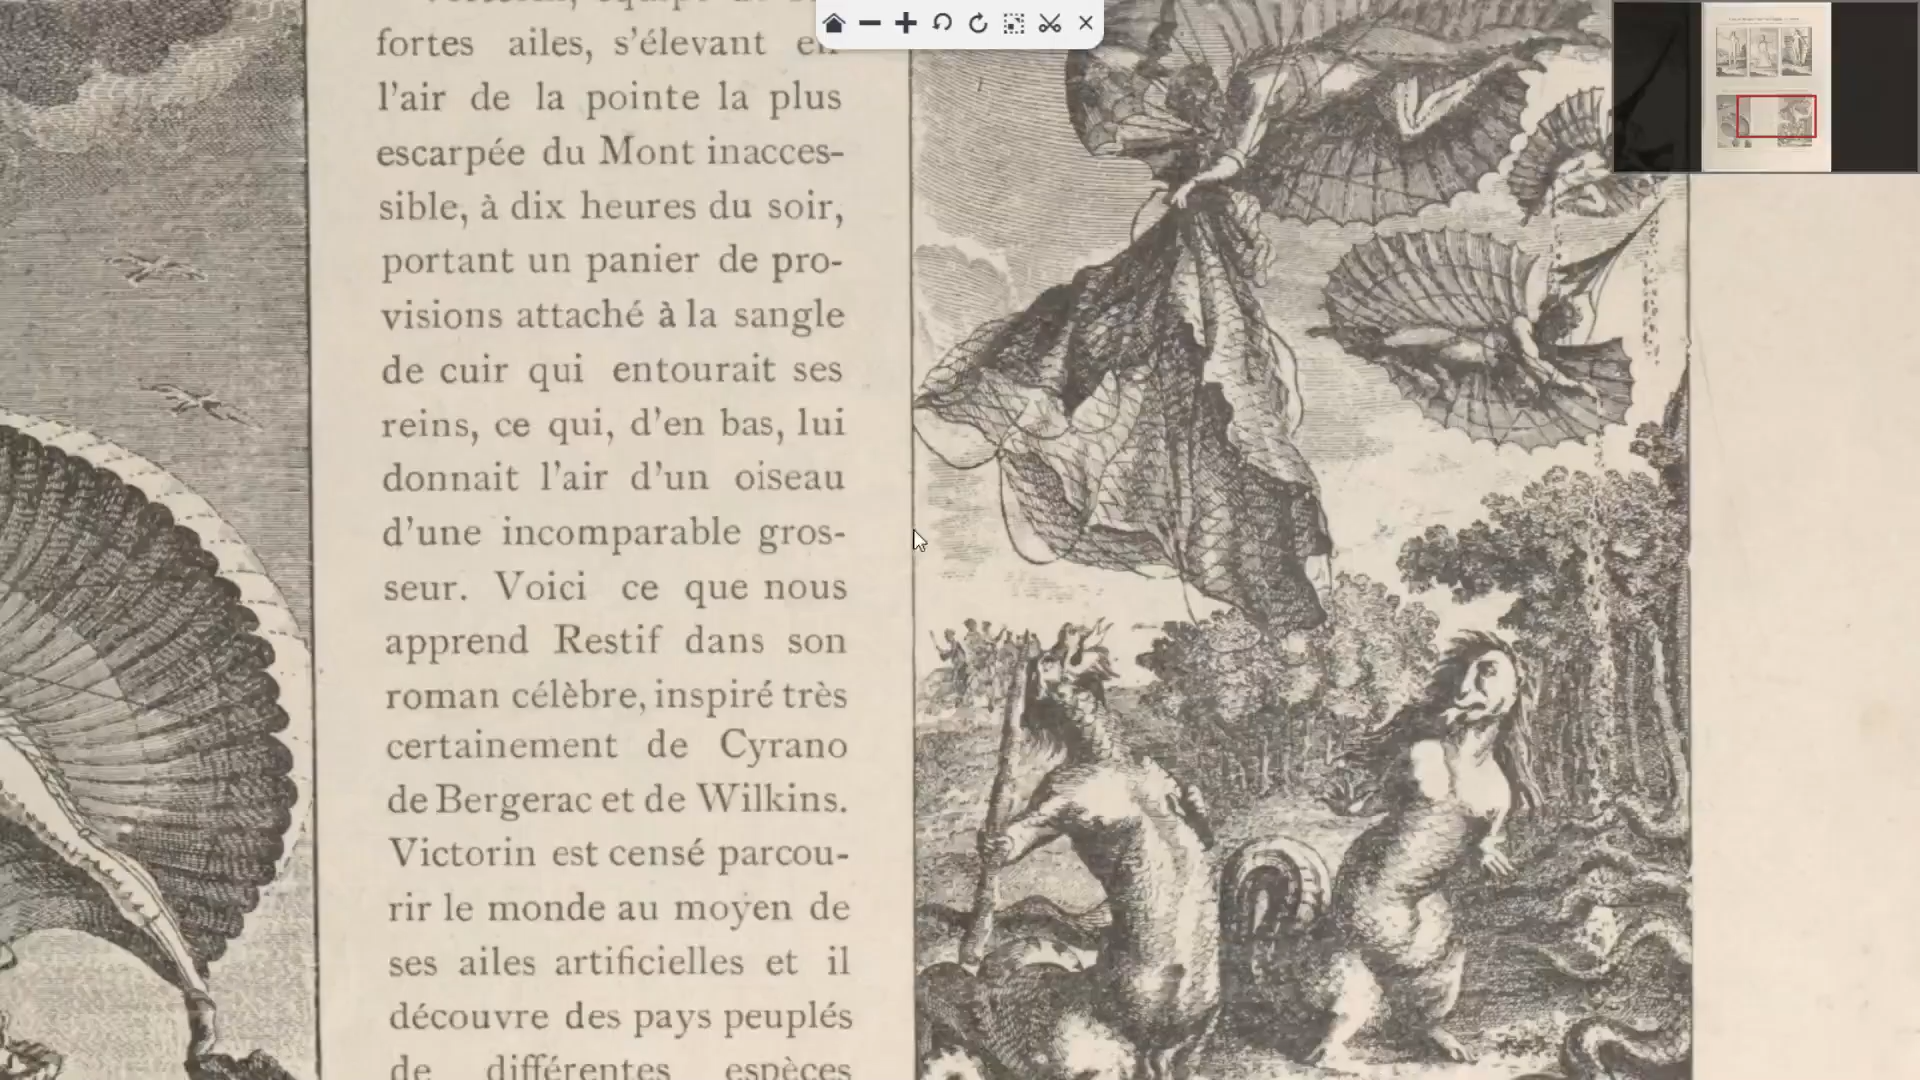 fortes ailes, s'élevant en
l'air de la pointe la plus
escarpée du Mont inacces-
sible, à dix heures du soir,
portant un panier de pro-
visions attaché à la sangle
de cuir qui entourait ses
reins, ce qui, d'en bas, lui
donnait l'air d'un oiseau
d'une incomparable gros-
seur. Voici ce que nous
apprend Restif dans son
roman célèbre, inspiré très
certainement de Cyrano
de Bergerac et de Wilkins.
Victorin est censé parcou-
rir le monde au moyen de
ses ailes artificielles et il
découvre des pays peuplés
de différentes espèces